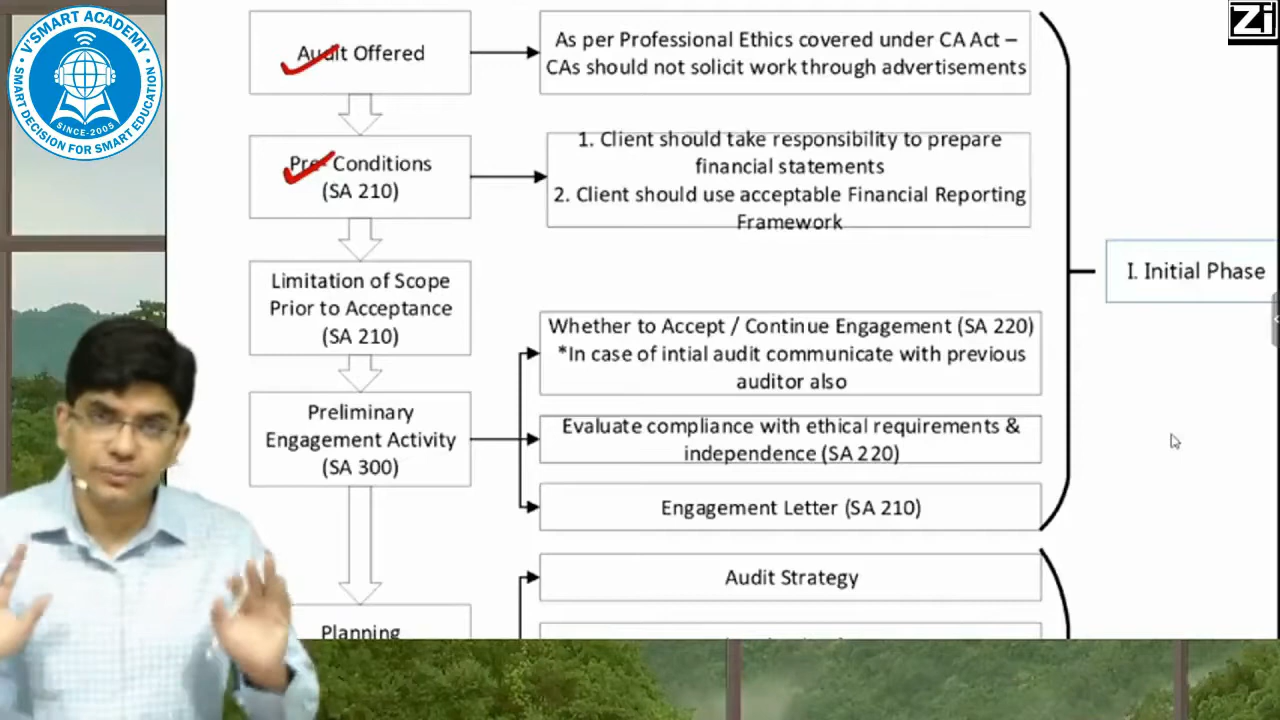 V'SMART ACADEMY
SINCE-2005
SMART DECISION FOR SMART EDUCATION
Zi
Audit Offered
As per Professional Ethics covered under CA Act –
CAs should not solicit work through advertisements
Pre- Conditions
(SA 210)
1. Client should take responsibility to prepare
financial statements
2. Client should use acceptable Financial Reporting
Framework
Limitation of Scope
Prior to Acceptance
(SA 210)
I. Initial Phase
Preliminary
Engagement Activity
(SA 300)
Whether to Accept / Continue Engagement (SA 220)
*In case of intial audit communicate with previous
auditor also
Evaluate compliance with ethical requirements &
independence (SA 220)
Engagement Letter (SA 210)
Audit Strategy
Planning